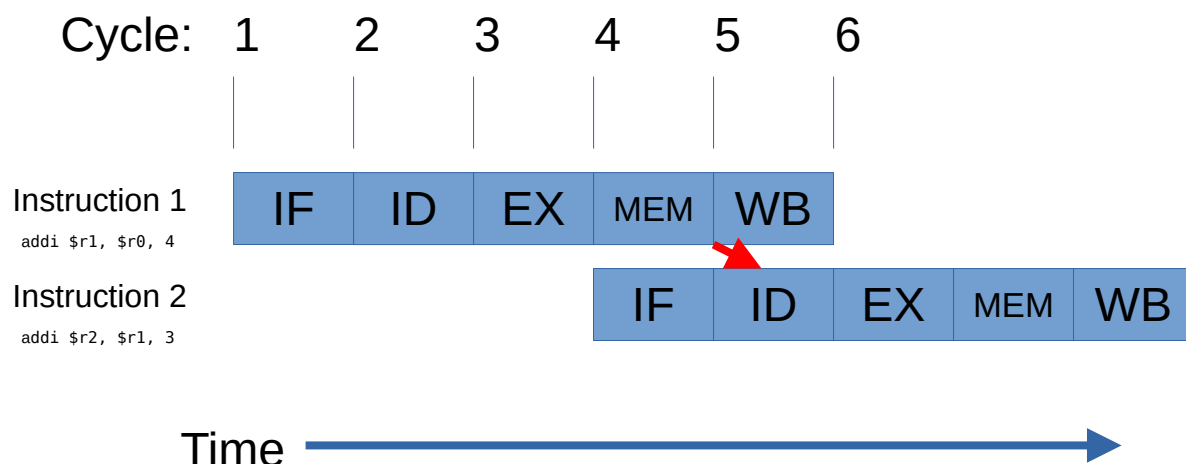 Cycle: 1 2 3 4 5 6
Instruction 1 IF ID EX MEM WB
addi $r1, $r0, 4
Instruction 2 IF ID EX MEM WB
addi $r2, $r1, 3
Time